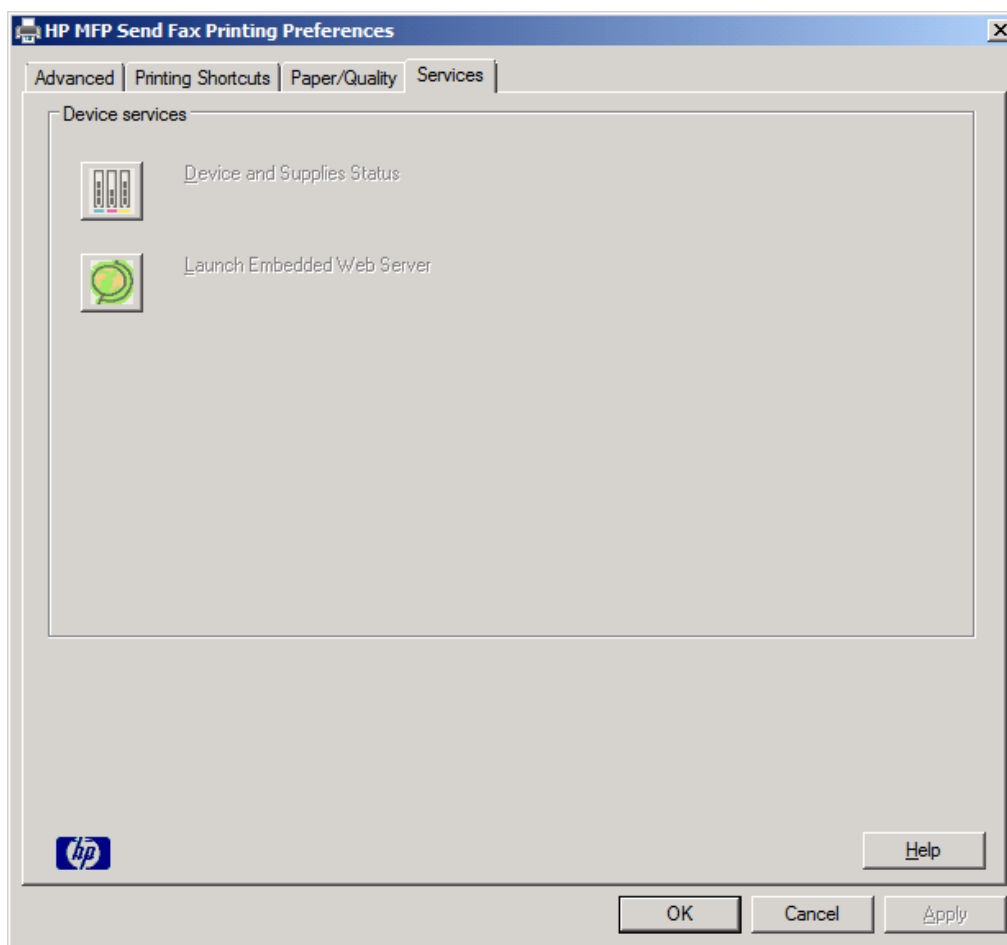 HP MFP Send Fax Printing Preferences
Advanced Printing Shortcuts Paper/Quality Services
Device services
Device and Supplies Status
Launch Embedded Web Server
hp
Help
OK Cancel Apply